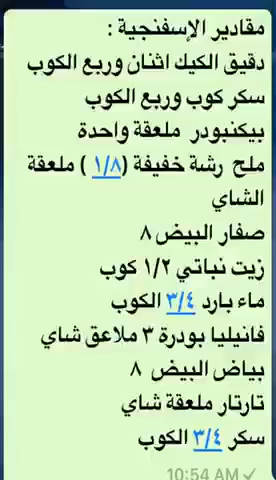 مقادير الإسفنجية :
دقيق الكيك اثنان وربع الكوب
سكر كوب وربع الكوب
بيكنبودر ملعقة واحدة
ملح رشة خفيفة (١/٨ ) ملعقة
الشاي
صفار البيض ٨
زيت نباتي ١/٢ كوب
ماء بارد ٣/٤ الكوب
فانيليا بودرة ٣ ملاعق شاي
بياض البيض ٨
تارتار ملعقة شاي
سكر ٣/٤ الكوب
10:54 AM ✓